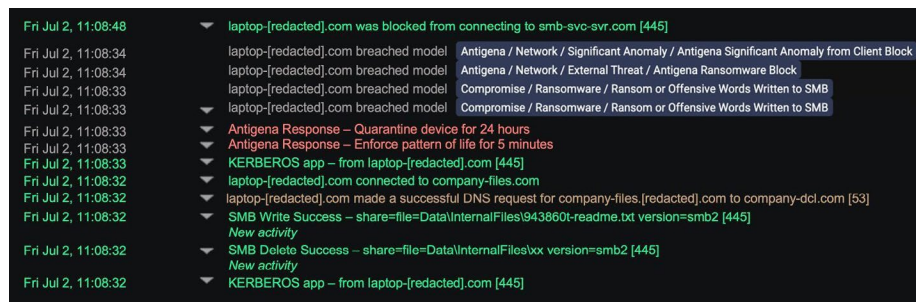 Fri Jul 2, 11:08:48 laptop-[redacted].com was blocked from connecting to smb-svc-svr.com [445]
Fri Jul 2, 11:08:34 laptop-[redacted].com breached model Antigena / Network / Significant Anomaly / Antigena Significant Anomaly from Client Block
Fri Jul 2, 11:08:34 laptop-[redacted].com breached model Antigena / Network / External Threat / Antigena Ransomware Block
Fri Jul 2, 11:08:33 laptop-[redacted].com breached model Compromise / Ransomware / Ransom or Offensive Words Written to SMB
Fri Jul 2, 11:08:33 laptop-[redacted].com breached model Compromise / Ransomware / Ransom or Offensive Words Written to SMB
Fri Jul 2, 11:08:33 Antigena Response – Quarantine device for 24 hours
Fri Jul 2, 11:08:33 Antigena Response – Enforce pattern of life for 5 minutes
Fri Jul 2, 11:08:33 KERBEROS app – from laptop-[redacted].com [445]
Fri Jul 2, 11:08:32 laptop-[redacted].com connected to company-files.com
Fri Jul 2, 11:08:32 laptop-[redacted].com made a successful DNS request for company-files.[redacted].com to company-dcl.com [53]
Fri Jul 2, 11:08:32 SMB Write Success – share=file=Data\InternalFiles\943860t-readme.txt version=smb2 [445]
New activity
Fri Jul 2, 11:08:32 SMB Delete Success – share=file=Data\InternalFiles\xx version=smb2 [445]
New activity
Fri Jul 2, 11:08:32 KERBEROS app – from laptop-[redacted].com [445]